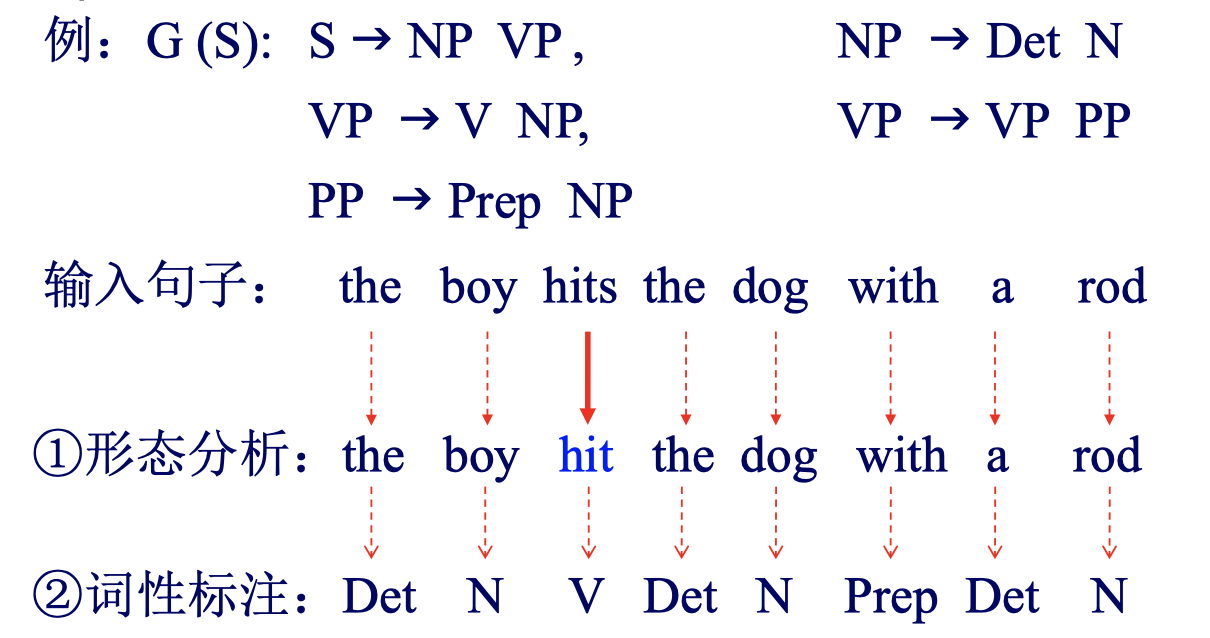 例：G (S): S → NP VP , NP → Det N
VP → V NP, VP → VP PP
PP → Prep NP
输入句子： the boy hits the dog with a rod
①形态分析：the boy hit the dog with a rod
②词性标注：Det N V Det N Prep Det N